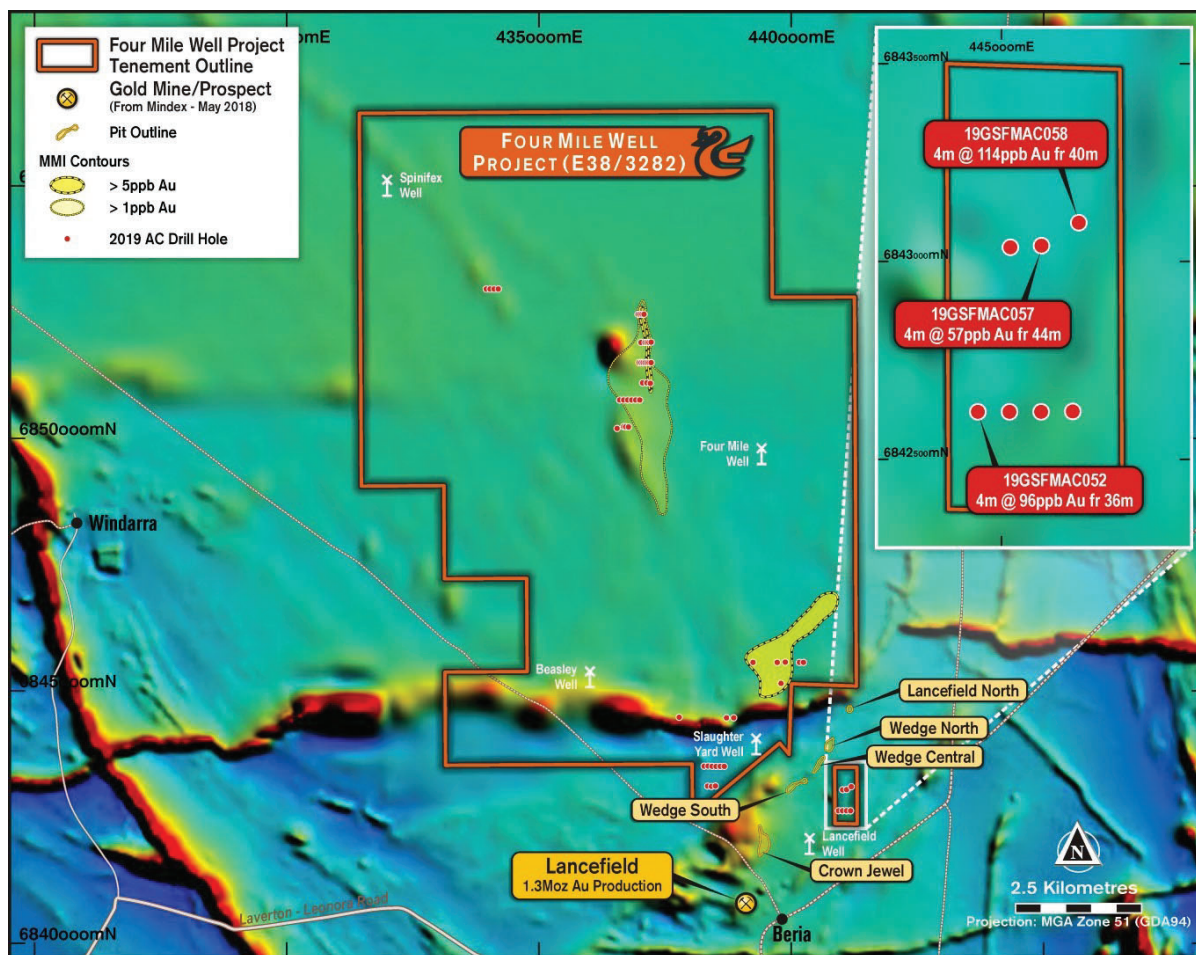 Four Mile Well Project
Tenement Outline
Gold Mine/Prospect
(From Mindex - May 2018)
Pit Outline
MMI Contours
> 5ppb Au
> 1ppb Au
2019 AC Drill Hole
435000mE
440000mE
445000mE
6843500mN
19GSFMAC058
4m @ 114ppb Au fr 40m
6843000mN
19GSFMAC057
4m @ 57ppb Au fr 44m
6842500mN
19GSFMAC052
4m @ 96ppb Au fr 36m
FOUR MILE WELL
PROJECT (E38/3282)
Spinifex
Well
6850000mN
Four Mile
Well
Windarra
Beasley
Well
6845000mN
Lancefield North
Slaughter
Yard Well
Wedge North
Wedge Central
Wedge South
Lancefield
Well
Crown Jewel
Lancefield
1.3Moz Au Production
N
2.5 Kilometres
Projection: MGA Zone 51 (GDA94)
Laverton - Leonora Road
Beria
6840000mN